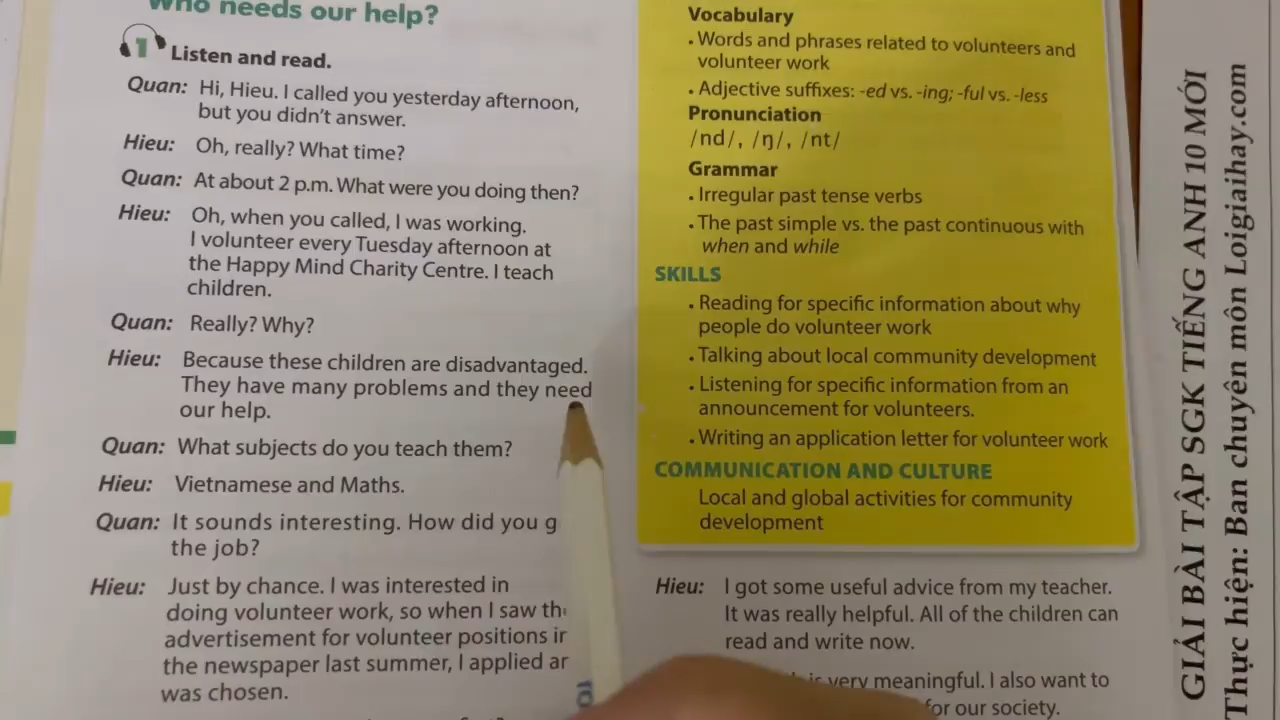 Who needs our help?
1 Listen and read.
Quan: Hi, Hieu. I called you yesterday afternoon,
but you didn't answer.
Hieu: Oh, really? What time?
Quan: At about 2 p.m. What were you doing then?
Hieu: Oh, when you called, I was working.
I volunteer every Tuesday afternoon at
the Happy Mind Charity Centre. I teach
children.
Quan: Really? Why?
Hieu: Because these children are disadvantaged.
They have many problems and they need
our help.
Quan: What subjects do you teach them?
Hieu: Vietnamese and Maths.
Quan: It sounds interesting. How did you
the job?
Hieu: Just by chance. I was interested in
doing volunteer work, so when I saw
advertisement for volunteer positions
the newspaper last summer, I applied
was chosen.
Vocabulary
• Words and phrases related to volunteers and
volunteer work
• Adjective suffixes: -ed vs. -ing; -ful vs. -less
Pronunciation
/nd/, /ŋ/, /nt/
Grammar
• Irregular past tense verbs
• The past simple vs. the past continuous with
when and while
SKILLS
• Reading for specific information about why
people do volunteer work
• Talking about local community development
• Listening for specific information from an
announcement for volunteers.
• Writing an application letter for volunteer work
COMMUNICATION AND CULTURE
Local and global activities for community
development
Hieu: I got some useful advice from my teacher.
It was really helpful. All of the children can
read and write now.
is very meaningful. I also want to
for our society.
GIẢI BÀI TẬP SGK TIẾNG ANH 10 MỚI
Thực hiện: Ban chuyên môn Loigiaihay.com